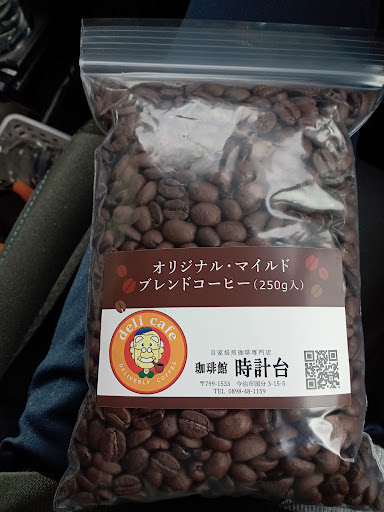 オリジナル・マイルド
ブレンドコーヒー(250g入)
deli cafe
DELIVERLY COFFEE
自家焙煎珈琲専門店
珈琲館 時計台
〒799-1533 今治市国分 3-15-5
TEL 0898-48-1159